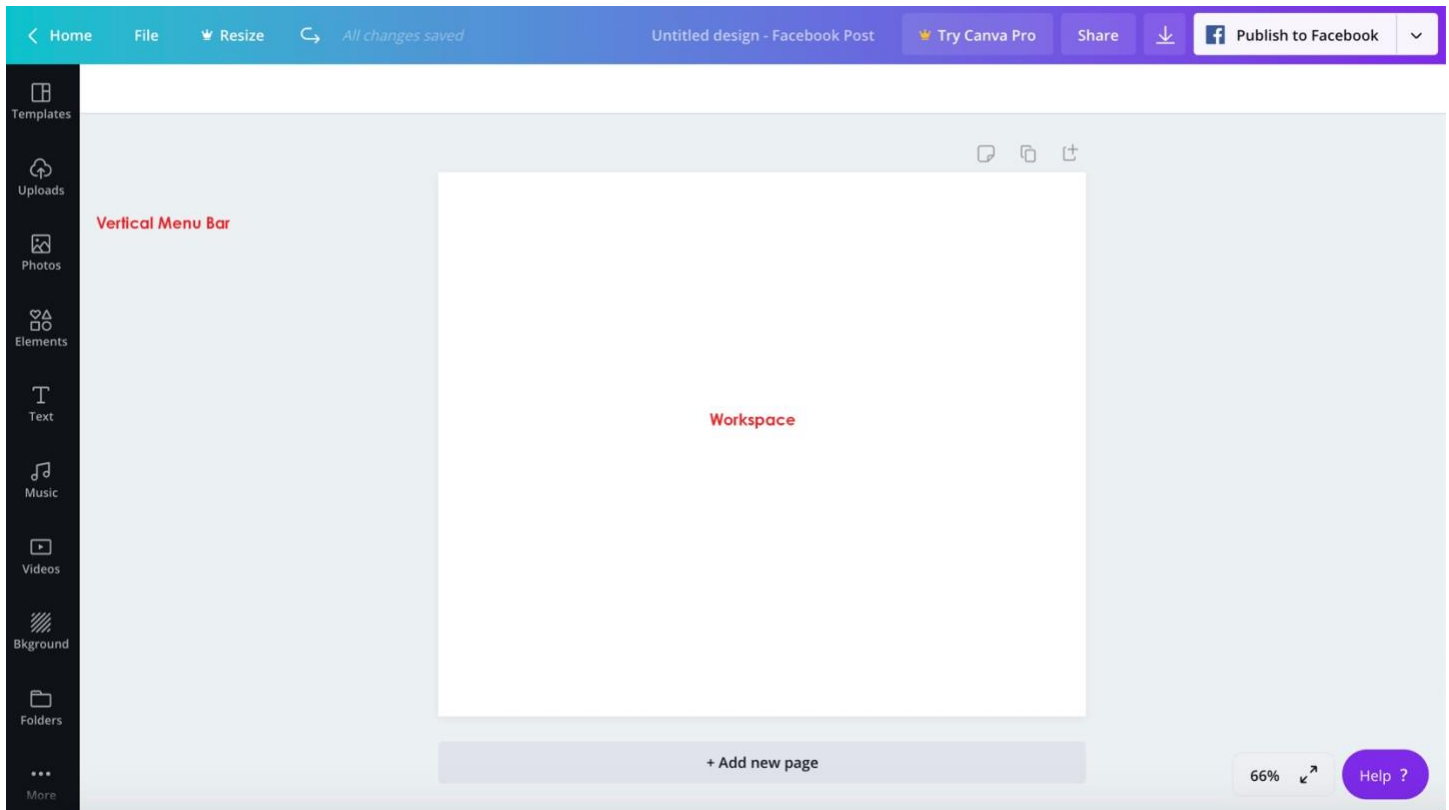 Home File Resize All changes saved Untitled design - Facebook Post Try Canva Pro Share Publish to Facebook
Templates
Uploads
Vertical Menu Bar
Photos
Elements
Text
Workspace
Music
Videos
Bkground
Folders
+ Add new page
66% Help ?
More